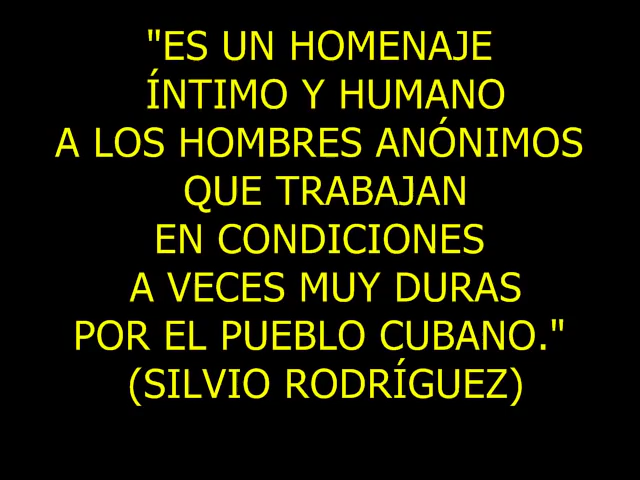 "ES UN HOMENAJE
ÍNTIMO Y HUMANO
A LOS HOMBRES ANÓNIMOS
QUE TRABAJAN
EN CONDICIONES
A VECES MUY DURAS
POR EL PUEBLO CUBANO."
(SILVIO RODRÍGUEZ)